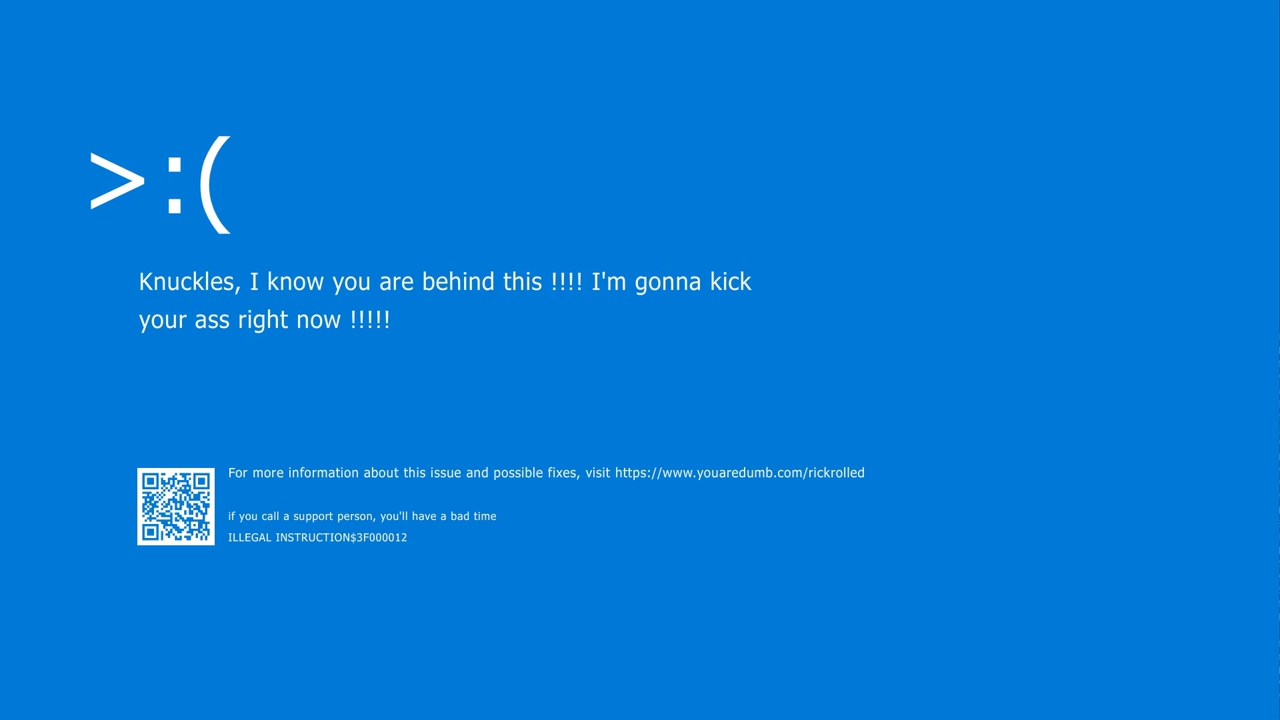 >:(
Knuckles, I know you are behind this !!!! I'm gonna kick
your ass right now !!!!!
For more information about this issue and possible fixes, visit https://www.youaredumb.com/rickrolled
if you call a support person, you'll have a bad time
ILLEGAL INSTRUCTION$3F000012